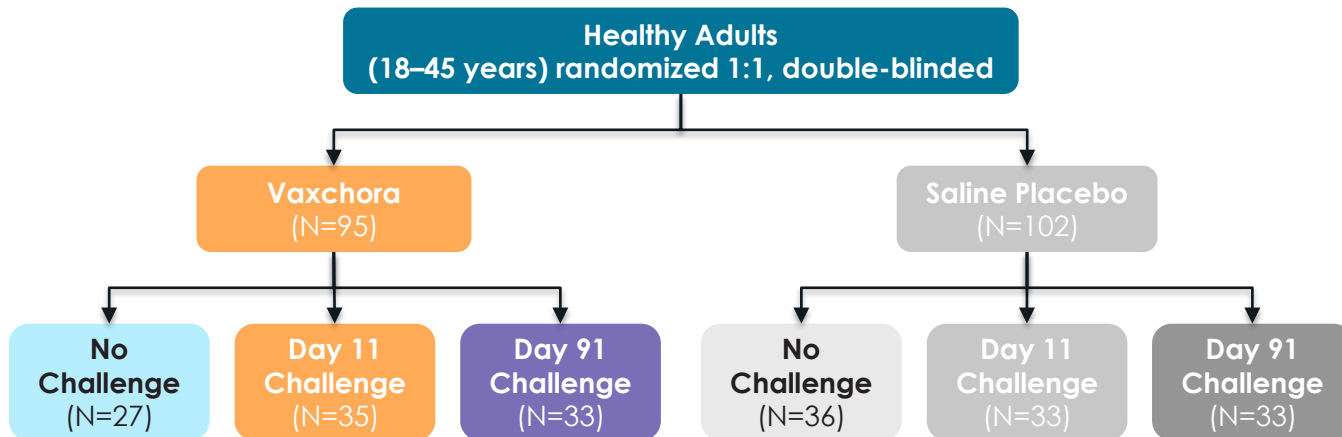 Healthy Adults
(18–45 years) randomized 1:1, double-blinded
Vaxchora
(N=95)
Saline Placebo
(N=102)
No
Challenge
(N=27)
Day 11
Challenge
(N=35)
Day 91
Challenge
(N=33)
No
Challenge
(N=36)
Day 11
Challenge
(N=33)
Day 91
Challenge
(N=33)